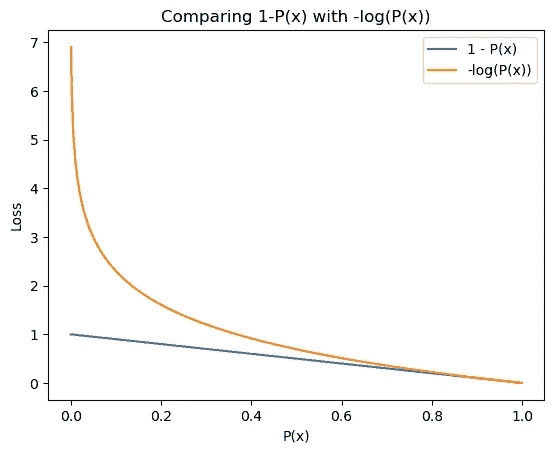 Comparing 1-P(x) with -log(P(x))
1 - P(x)
-log(P(x))
7
6
5
4
3
2
1
0
Loss
0.0 0.2 0.4 0.6 0.8 1.0
P(x)